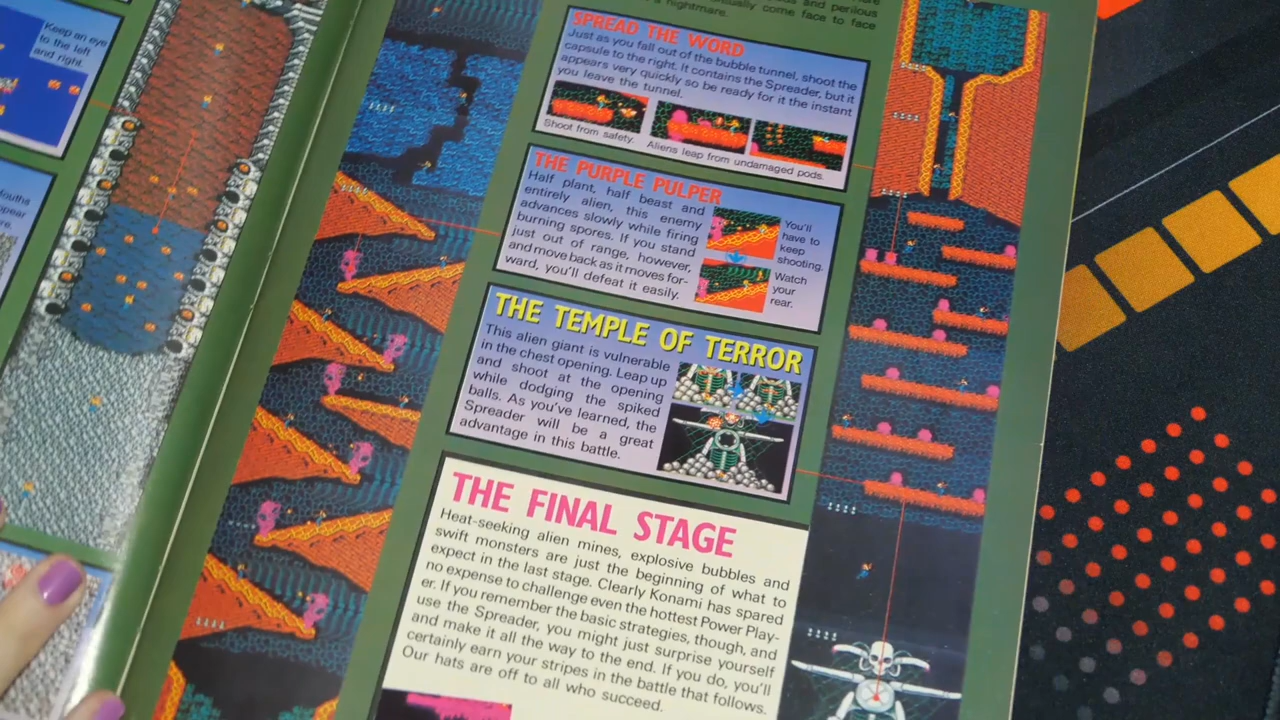 Keep an eye
to the left
and right.
and perilous
usually come face to face
a nightmare.
SPREAD THE WORD
Just as you fall out of the bubble tunnel, shoot the
capsule to the right. It contains the Spreader, but it
appears very quickly so be ready for it the instant
you leave the tunnel.
Shoot from safety.
Aliens leap from undamaged pods.
THE PURPLE PULPER
Half plant, half beast and
entirely alien, this enemy
advances slowly while firing
burning spores. If you stand
just out of range, however,
and move back as it moves for-
ward, you'll defeat it easily.
You'll
have to
keep
shooting.
Watch
your
rear.
THE TEMPLE OF TERROR
This alien giant is vulnerable
in the chest opening. Leap up
and shoot at the opening
while dodging the spiked
balls. As you've learned, the
Spreader will be a great
advantage in this battle.
THE FINAL STAGE
Heat-seeking alien mines, explosive bubbles and
swift monsters are just the beginning of what to
expect in the last stage. Clearly Konami has spared
no expense to challenge even the hottest Power Play-
er. If you remember the basic strategies, though, and
use the Spreader, you might just surprise yourself
and make it all the way to the end. If you do, you'll
certainly earn your stripes in the battle that follows.
Our hats are off to all who succeed.